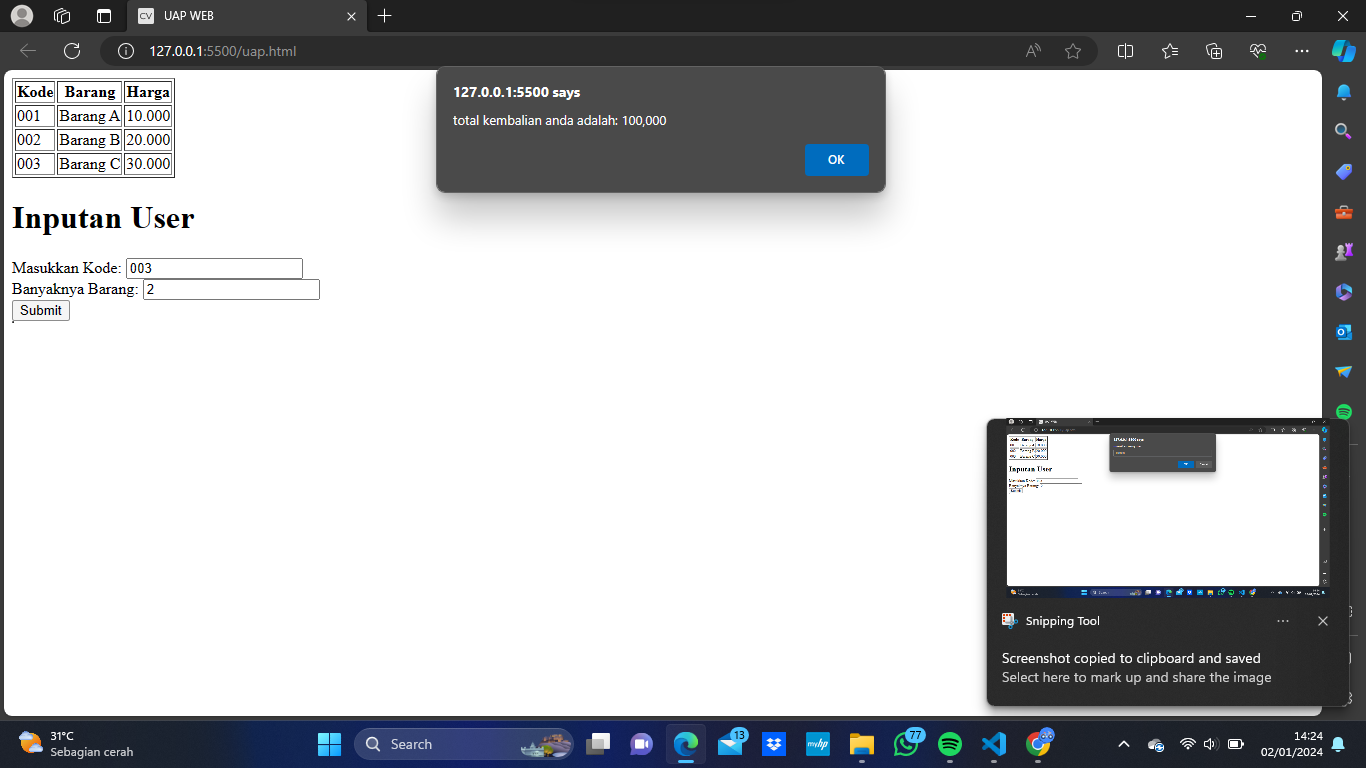 CV UAP WEB
127.0.0.1:5500/uap.html
127.0.0.1:5500 says
total kembalian anda adalah: 100,000
OK
Kode Barang Harga
001 Barang A 10.000
002 Barang B 20.000
003 Barang C 30.000
Inputan User
Masukkan Kode: 003
Banyaknya Barang: 2
Submit
Inputan User
Snipping Tool
Screenshot copied to clipboard and saved
Select here to mark up and share the image
31°C
Sebagian cerah
Search
13
myhp
77
14:24
02/01/2024